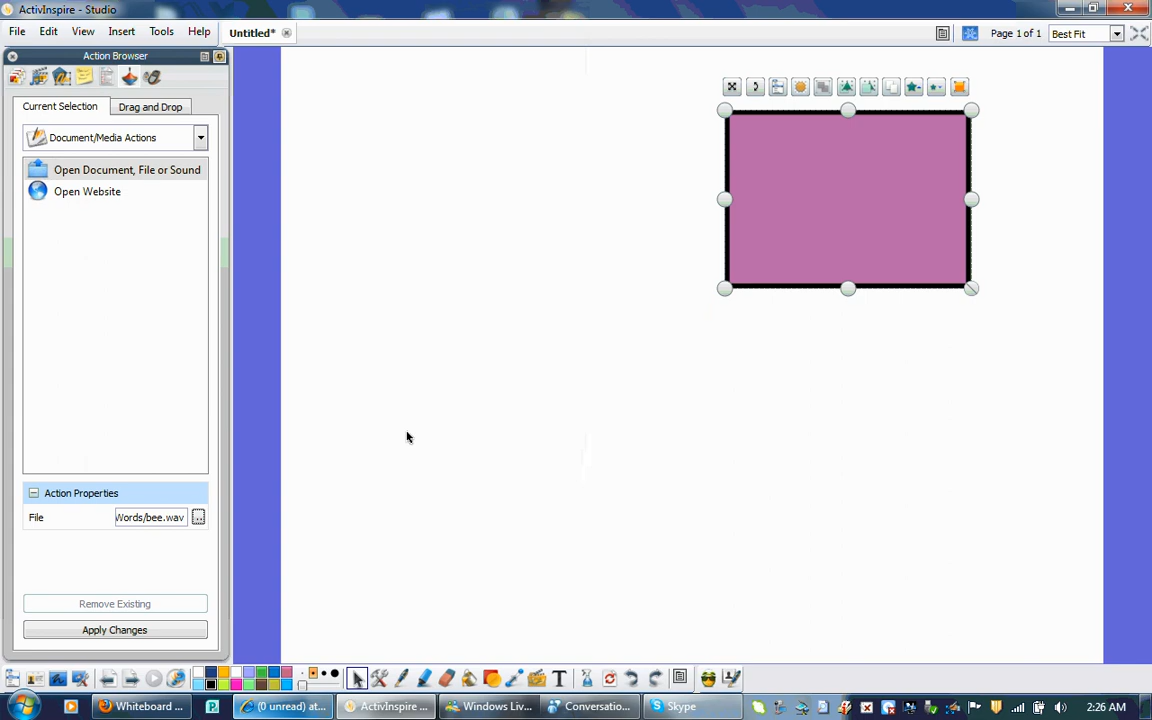 ActivInspire - Studio
File Edit View Insert Tools Help
Untitled*
Page 1 of 1
Best Fit
Action Browser
Current Selection
Drag and Drop
Document/Media Actions
Open Document, File or Sound
Open Website
Action Properties
File
Words/bee.wav
..
Remove Existing
Apply Changes
Whiteboard ...
(0 unread) at...
ActivInspire ...
Windows Liv...
Conversatio...
Skype
2:26 AM